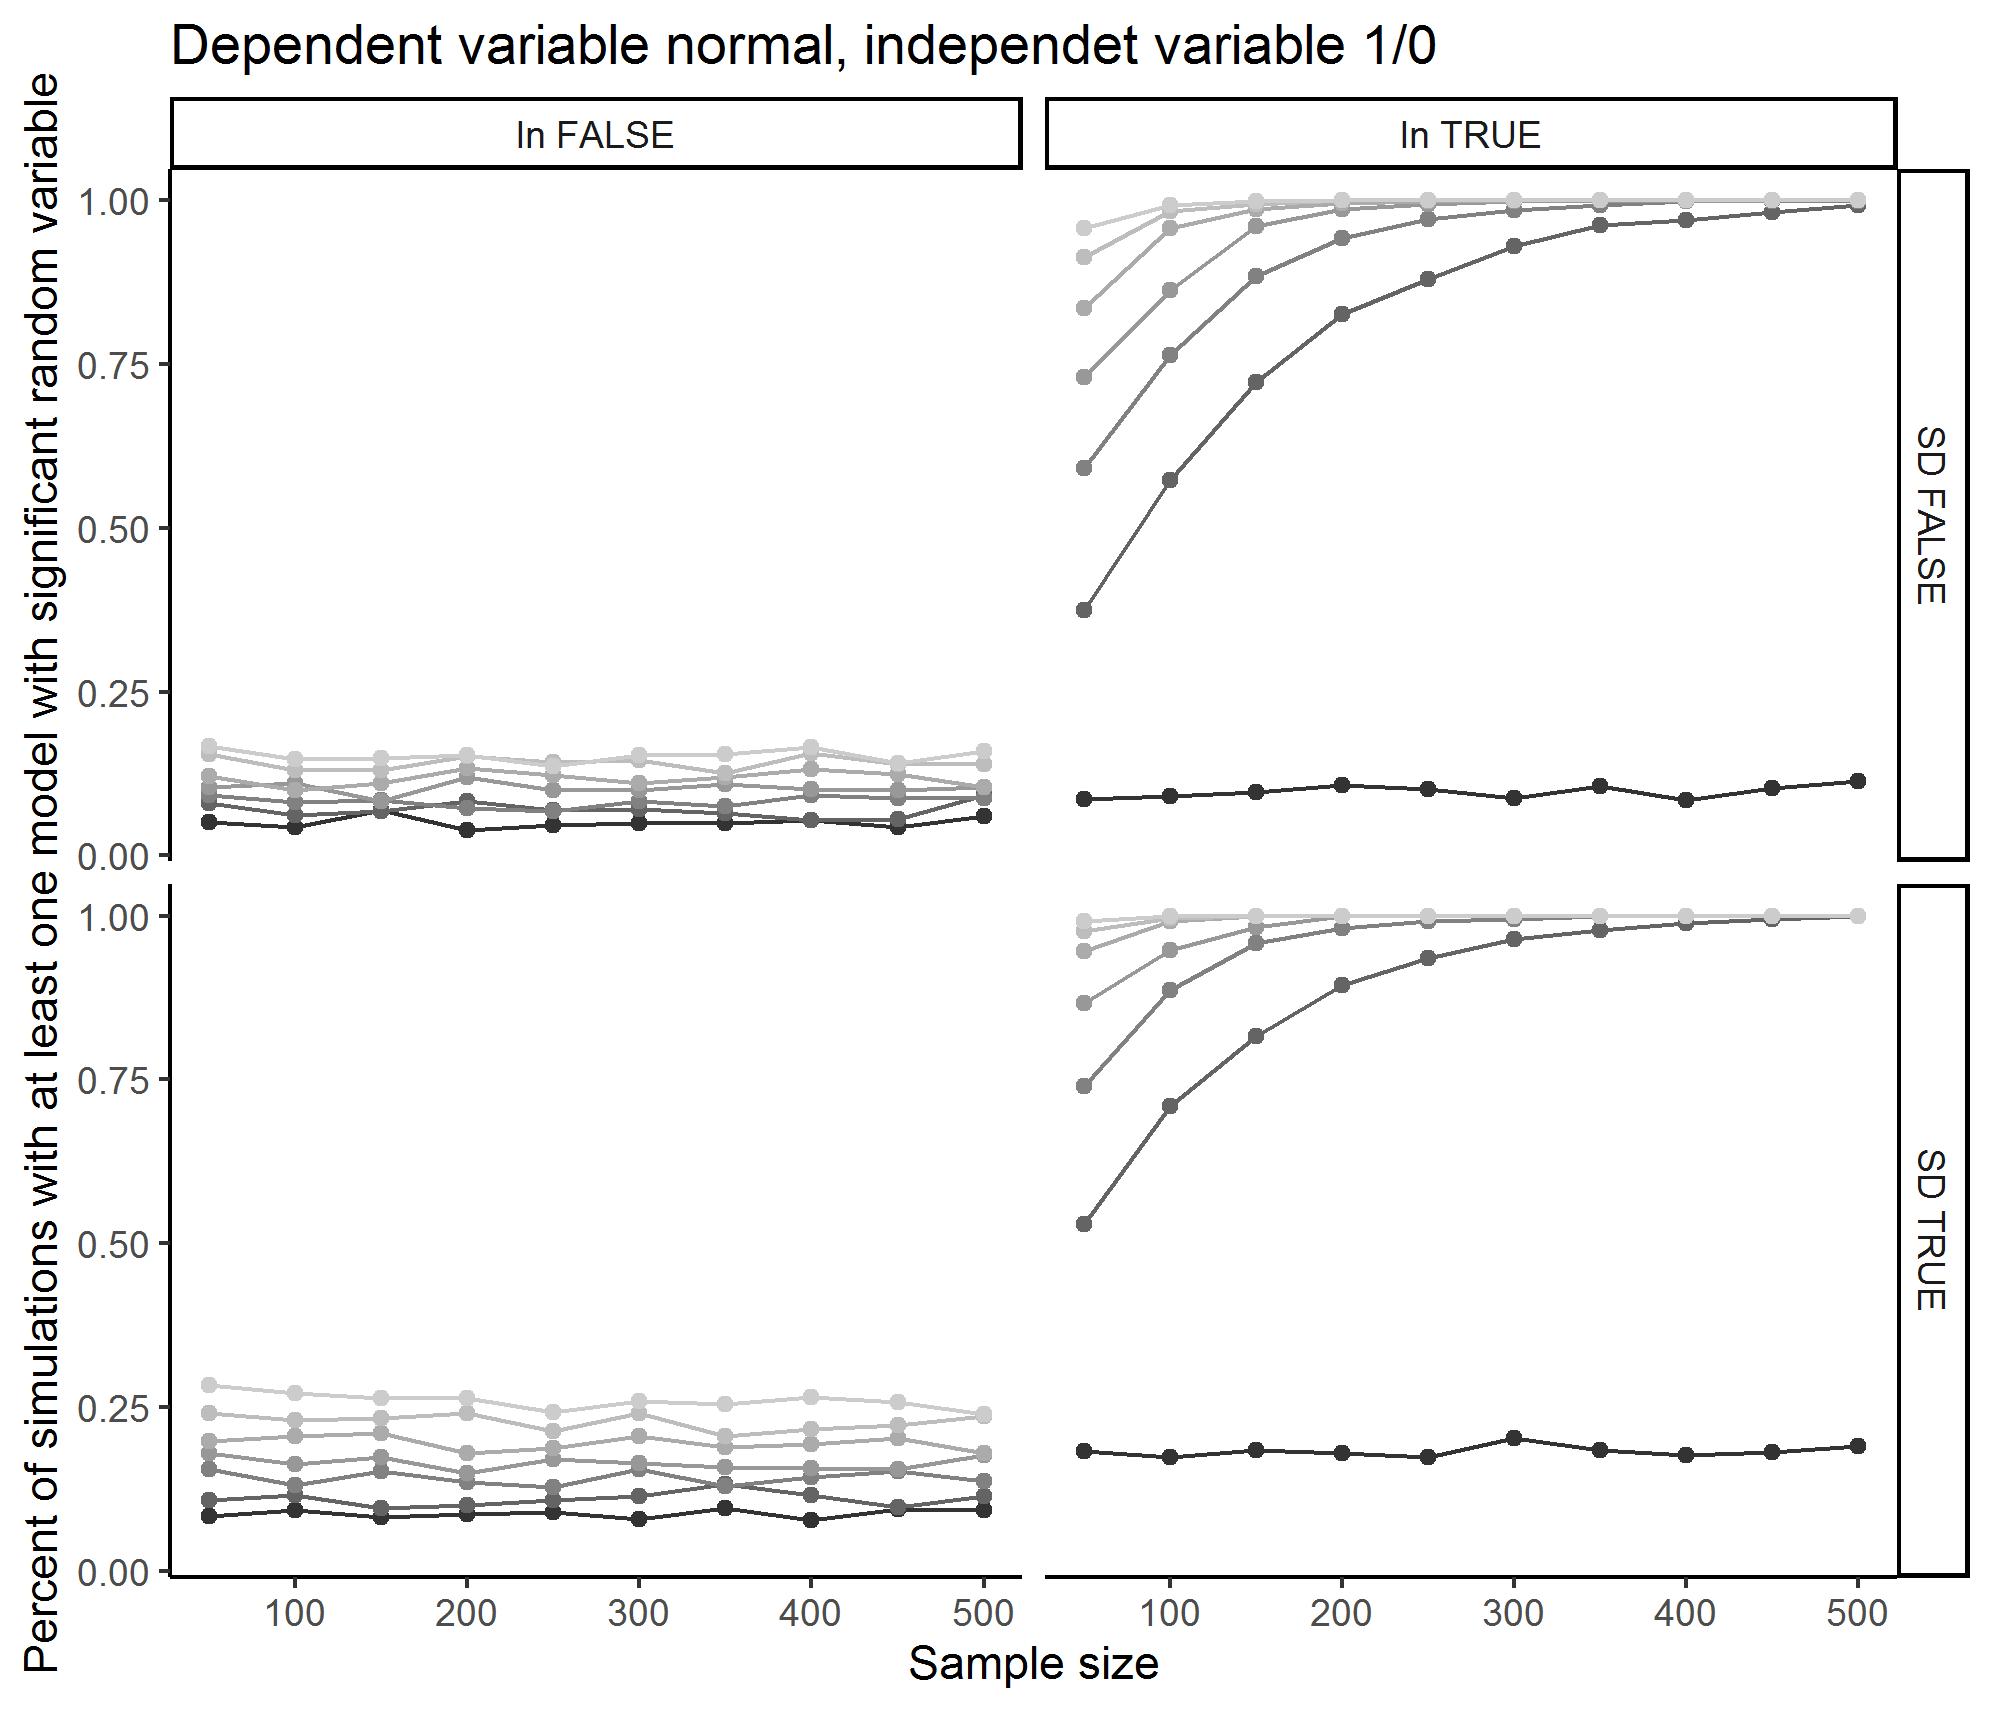 Dependent variable normal, independet variable 1/0
In FALSE
In TRUE
Percent of simulations with at least one model with significant random variable
1.00
0.75
0.50
0.25
0.00
SD FALSE
1.00
0.75
0.50
0.25
0.00
SD TRUE
100 200 300 400 500
100 200 300 400 500
Sample size